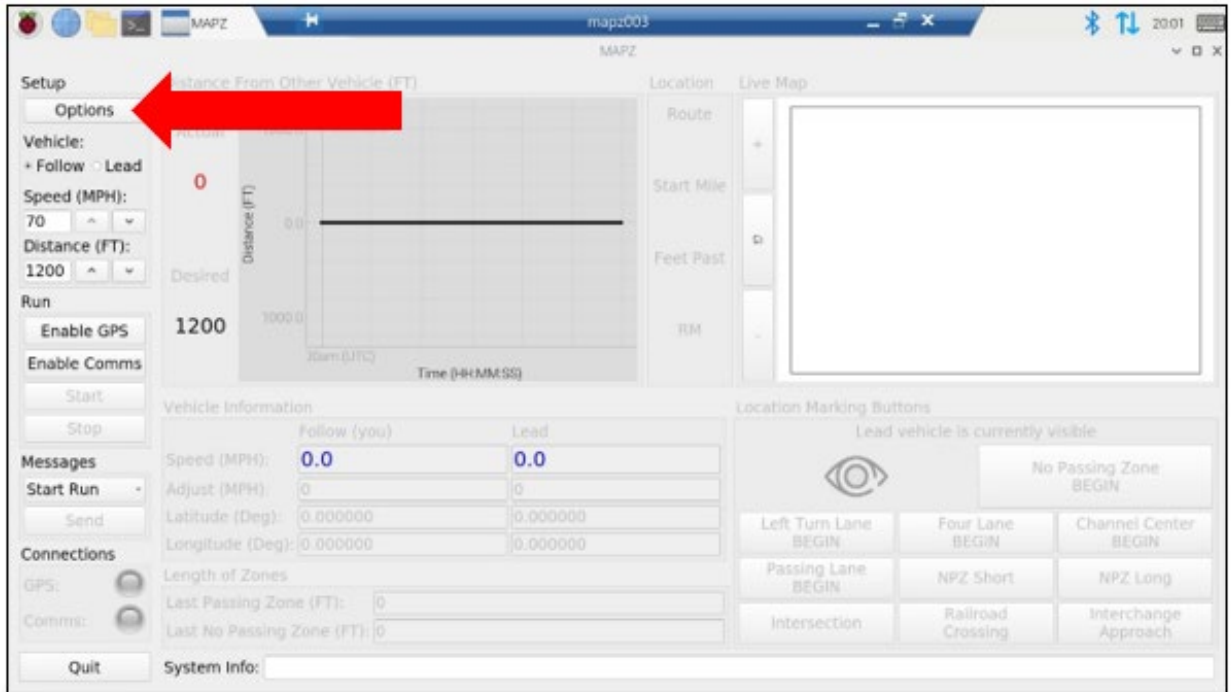 MAPZ
mapz003
20:01
MAPZ
Setup
Options
Vehicle:
Follow Lead
Speed (MPH):
70
Distance (FT):
1200
Run
Enable GPS
Enable Comms
Start
Stop
Messages
Start Run
Send
Connections
GPS:
Comms:
Quit
Distance From Other Vehicle (FT)
Actual
0
Desired
1200
Distance (FT)
0.0
1000.0
Time (HH:MM:SS)
Location
Route
Start Mile
Feet Past
RM
Live Map
+
-
Vehicle Information
Follow (you) Lead
Speed (MPH): 0.0 0.0
Adjust (MPH): 0 0
Latitude (Deg): 0.000000 0.000000
Longitude (Deg): 0.000000 0.000000
Length of Zones
Last Passing Zone (FT): 0
Last No Passing Zone (FT): 0
Location Marking Buttons
Lead vehicle is currently visible
No Passing Zone
BEGIN
Left Turn Lane
BEGIN
Four Lane
BEGIN
Channel Center
BEGIN
Passing Lane
BEGIN
NPZ Short
NPZ Long
Intersection
Railroad
Crossing
Interchange
Approach
System Info: